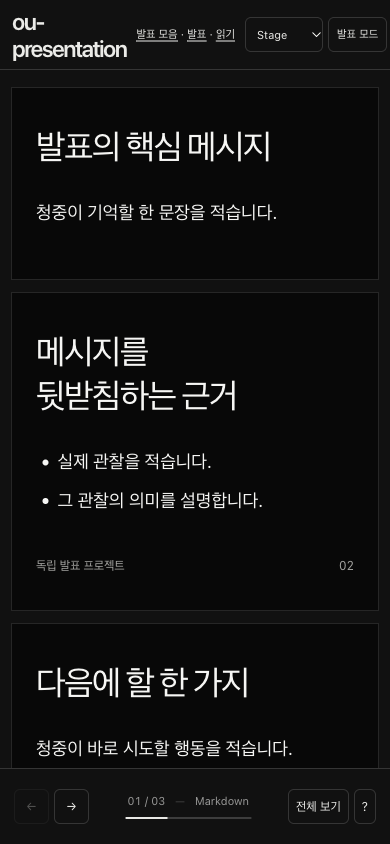 ou-
presentation
발표 모음 · 발표 · 읽기
Stage
발표 모드
발표의 핵심 메시지
청중이 기억할 한 문장을 적습니다.
메시지를
뒷받침하는 근거
• 실제 관찰을 적습니다.
• 그 관찰의 의미를 설명합니다.
독립 발표 프로젝트
02
다음에 할 한 가지
청중이 바로 시도할 행동을 적습니다.
← →
01 / 03 — Markdown
전체 보기
?